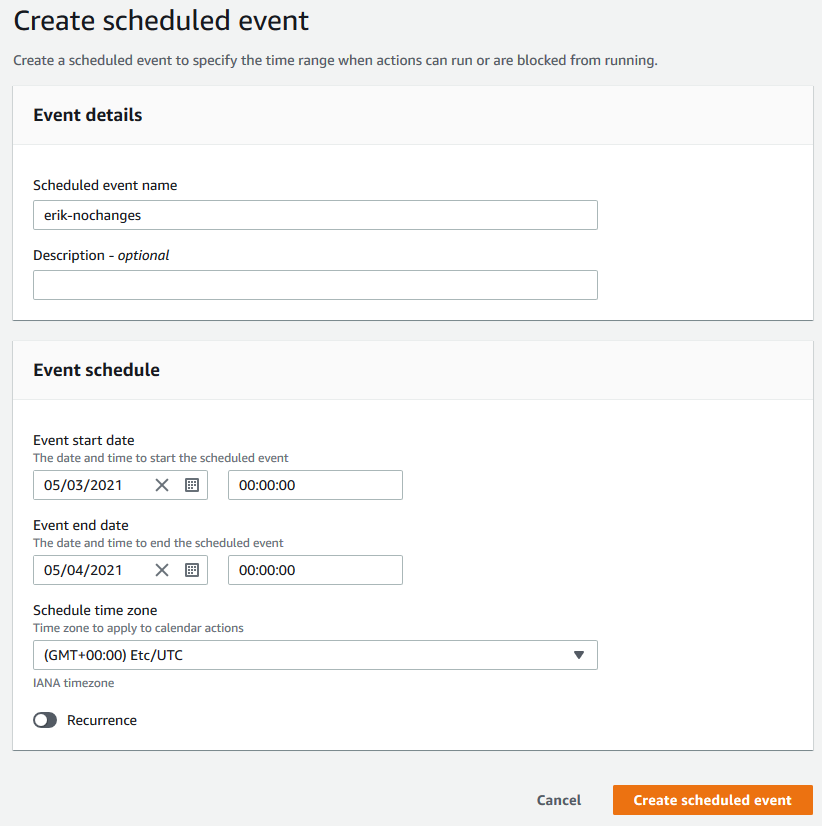 Create scheduled event
Create a scheduled event to specify the time range when actions can run or are blocked from running.
Event details
Scheduled event name
erik-nochanges
Description - optional
Event schedule
Event start date
The date and time to start the scheduled event
05/03/2021 00:00:00
Event end date
The date and time to end the scheduled event
05/04/2021 00:00:00
Schedule time zone
Time zone to apply to calendar actions
(GMT+00:00) Etc/UTC
IANA timezone
Recurrence
Cancel Create scheduled event